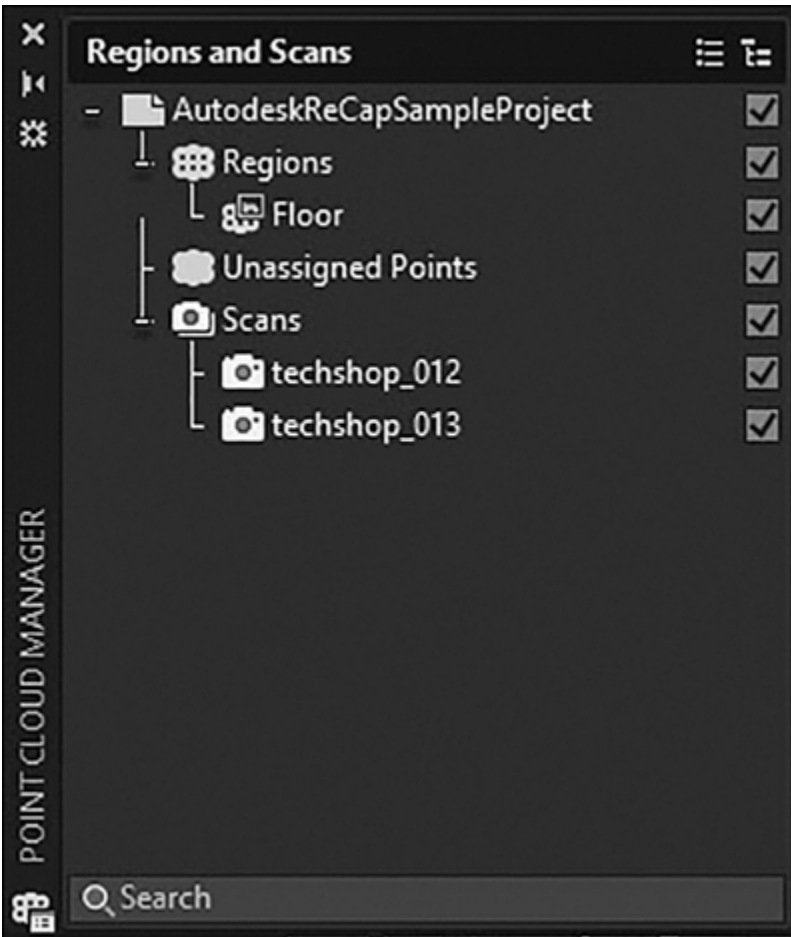 Regions and Scans
AutodeskReCapSampleProject
Regions
Floor
Unassigned Points
Scans
techshop_012
techshop_013
POINT CLOUD MANAGER
Search